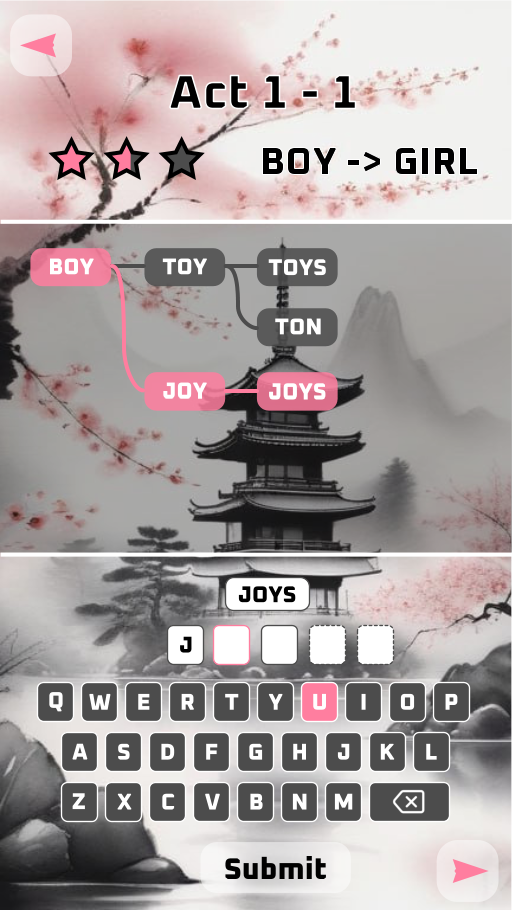 Act 1 - 1
BOY -> GIRL
BOY TOY TOYS
TON
JOY JOYS
JOYS
J
Q W E R T Y U I O P
A S D F G H J K L
Z X C V B N M
Submit